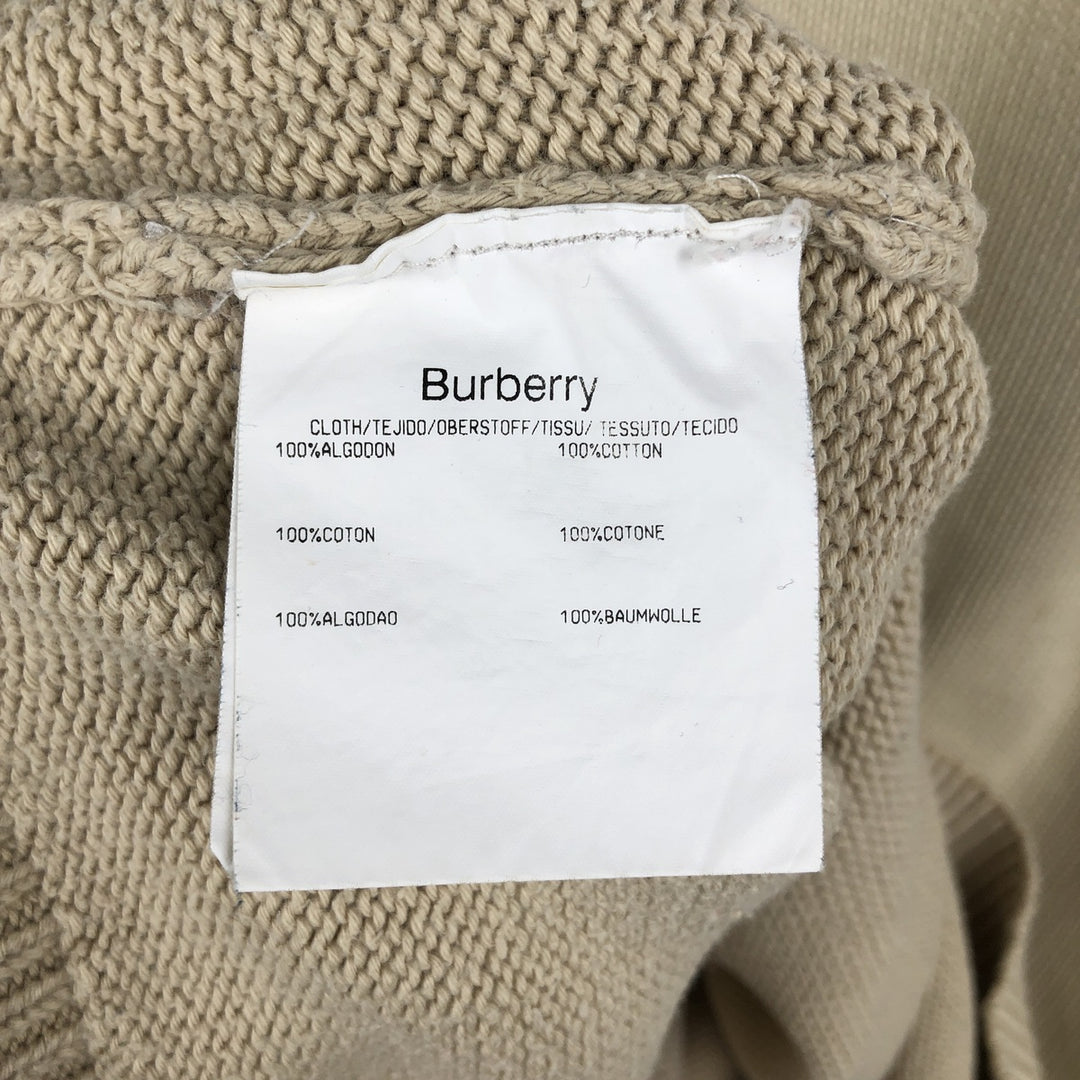 Burberry
CLOTH/TEJIDO/OBERSTOFF/TISSU/ TESSUTO/TECIDO
100%ALGODON 100%COTTON
100%COTON 100%COTONE
100%ALGODAO 100%BAUMWOLLE